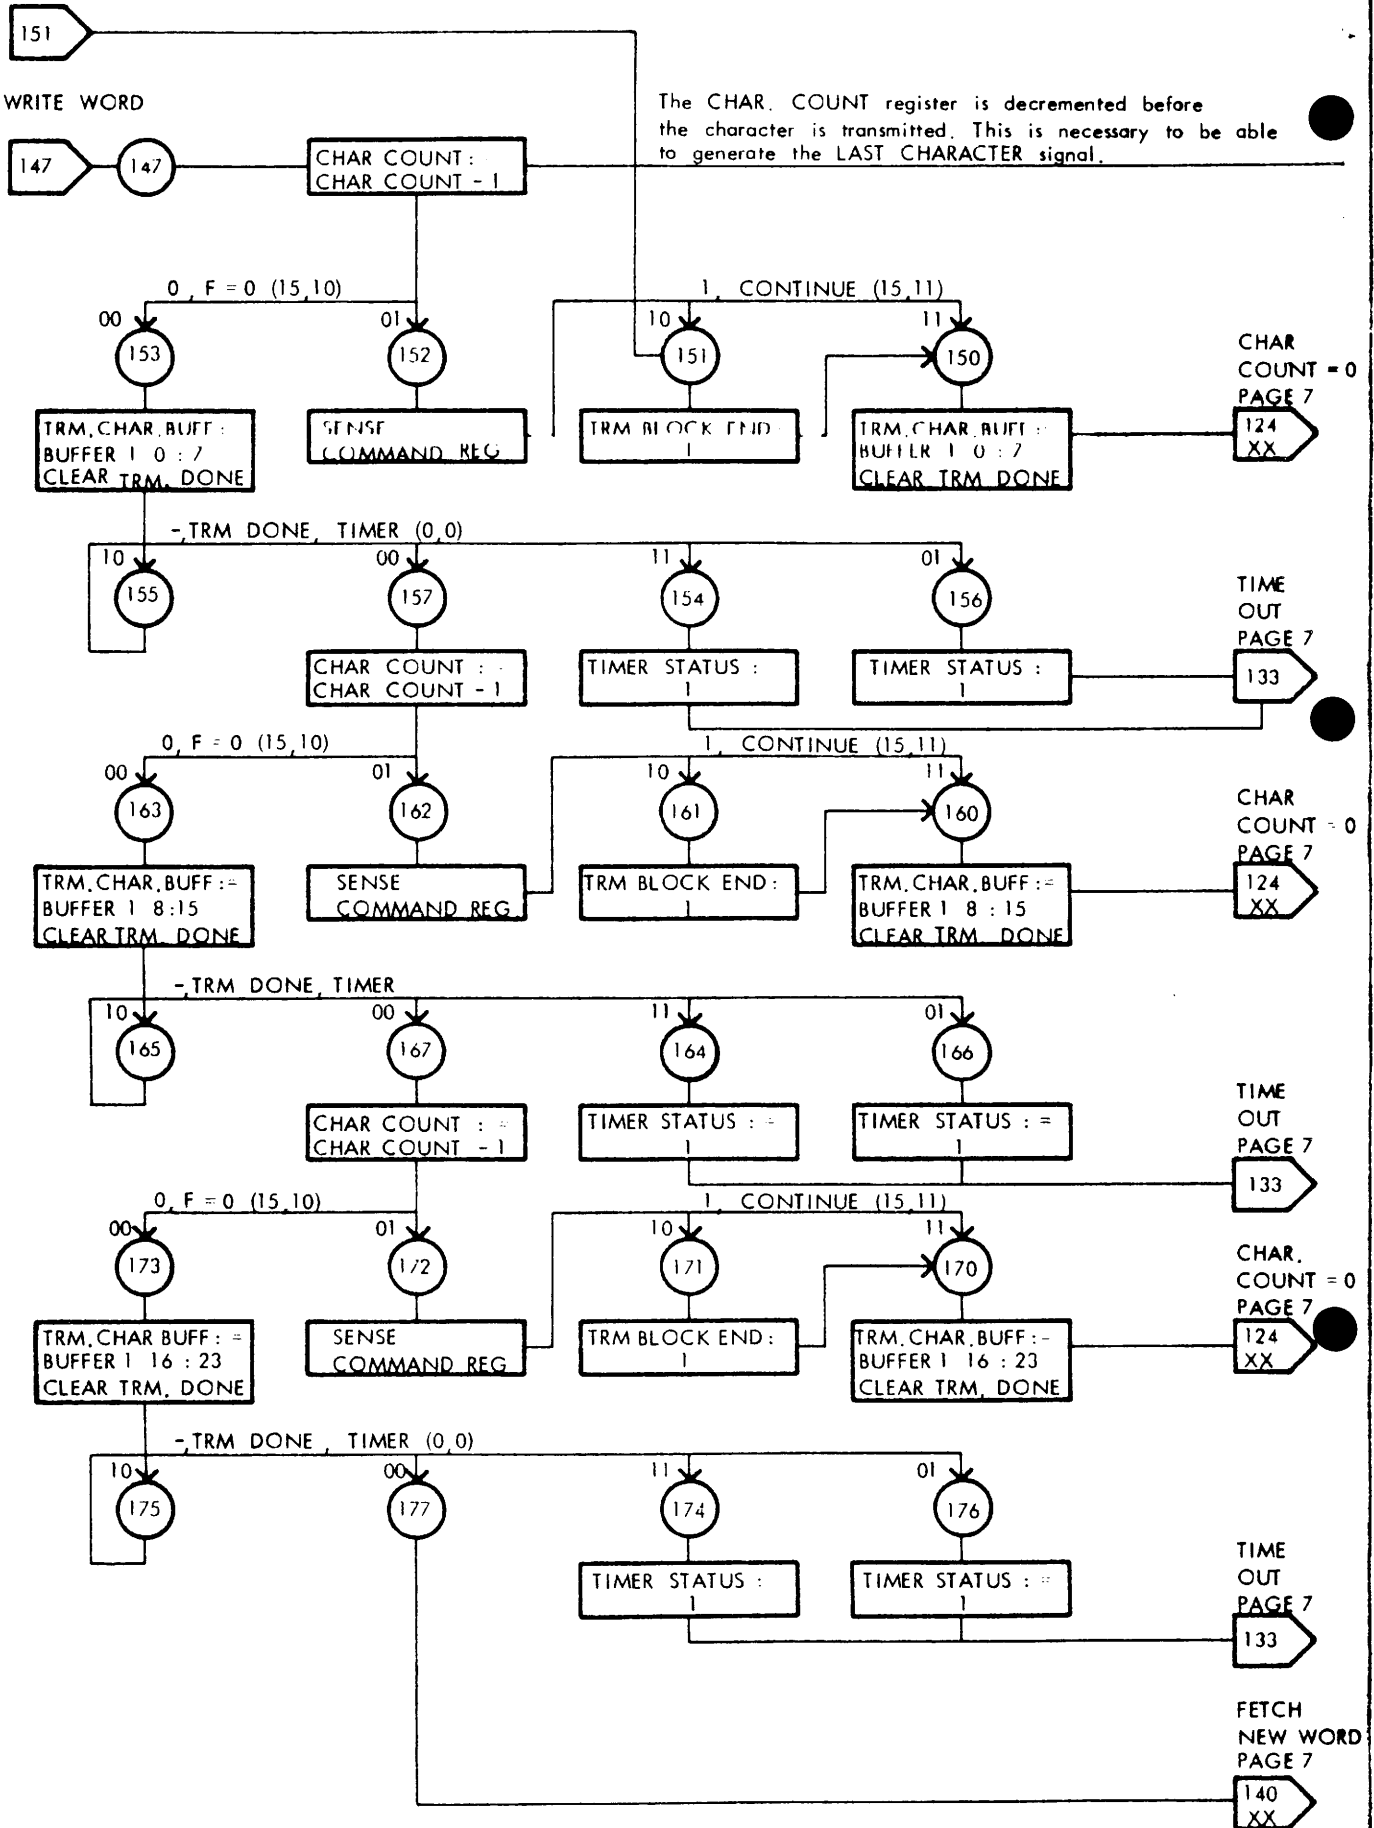 151
WRITE WORD
The CHAR. COUNT register is decremented before
the character is transmitted. This is necessary to be able
to generate the LAST CHARACTER signal.
147
147
CHAR COUNT :
CHAR COUNT - 1
0, F = 0 (15,10)
1, CONTINUE (15,11)
00
01
10
11
153
152
151
150
CHAR
COUNT = 0
PAGE 7
124
XX
TRM.CHAR.BUFF :
BUFFER 1 0 : 7
CLEAR TRM. DONE
SENSE
COMMAND REG
TRM BLOCK END :
1
TRM.CHAR.BUFF :
BUFFER 1 0 : 7
CLEAR TRM DONE
-,TRM DONE, TIMER (0,0)
10
00
11
01
155
157
154
156
TIME
OUT
PAGE 7
133
CHAR COUNT :
CHAR COUNT - 1
TIMER STATUS :
1
TIMER STATUS :
1
0, F = 0 (15,10)
1, CONTINUE (15,11)
00
01
10
11
163
162
161
160
CHAR
COUNT = 0
PAGE 7
124
XX
TRM.CHAR.BUFF :=
BUFFER 1 8:15
CLEAR TRM. DONE
SENSE
COMMAND REG
TRM BLOCK END :
1
TRM.CHAR.BUFF :=
BUFFER 1 8 : 15
CLEAR TRM DONE
-,TRM DONE, TIMER
10
00
11
01
165
167
164
166
TIME
OUT
PAGE 7
133
CHAR COUNT : =
CHAR COUNT - 1
TIMER STATUS : =
1
TIMER STATUS : =
1
0, F = 0 (15,10)
1, CONTINUE (15,11)
00
01
10
11
173
172
171
170
CHAR.
COUNT = 0
PAGE 7
124
XX
TRM.CHAR BUFF : =
BUFFER 1 16 : 23
CLEAR TRM. DONE
SENSE
COMMAND REG
TRM BLOCK END :
1
TRM.CHAR.BUFF :-
BUFFER 1 16 : 23
CLEAR TRM. DONE
-,TRM DONE , TIMER (0,0)
10
00
11
01
175
177
174
176
TIME
OUT
PAGE 7
133
TIMER STATUS :
1
TIMER STATUS : =
1
FETCH
NEW WORD
PAGE 7
140
XX